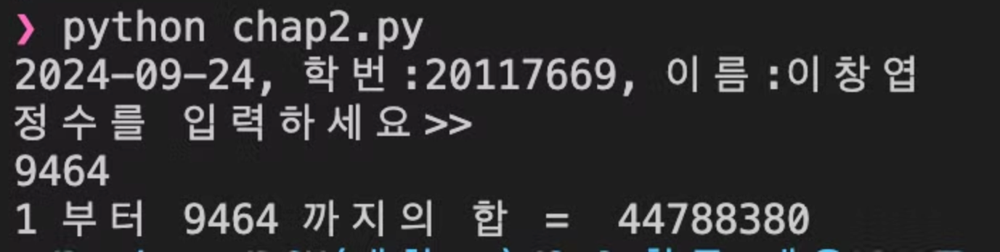 ❯ python chap2.py
2024-09-24, 학번:20117669, 이름:이창엽
정수를 입력하세요>>
9464
1 부터 9464 까지의 합 =  44788380